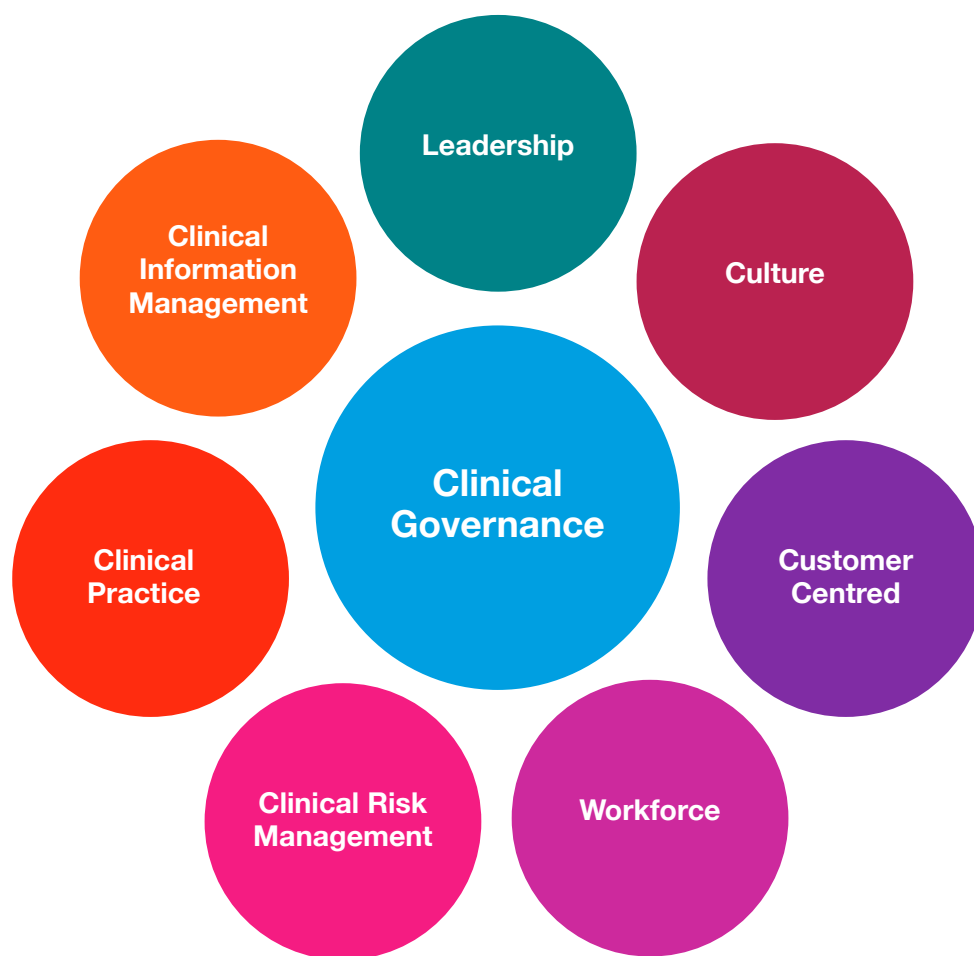 Leadership
Culture
Clinical
Information
Management
Clinical
Governance
Customer
Centred
Clinical
Practice
Workforce
Clinical Risk
Management